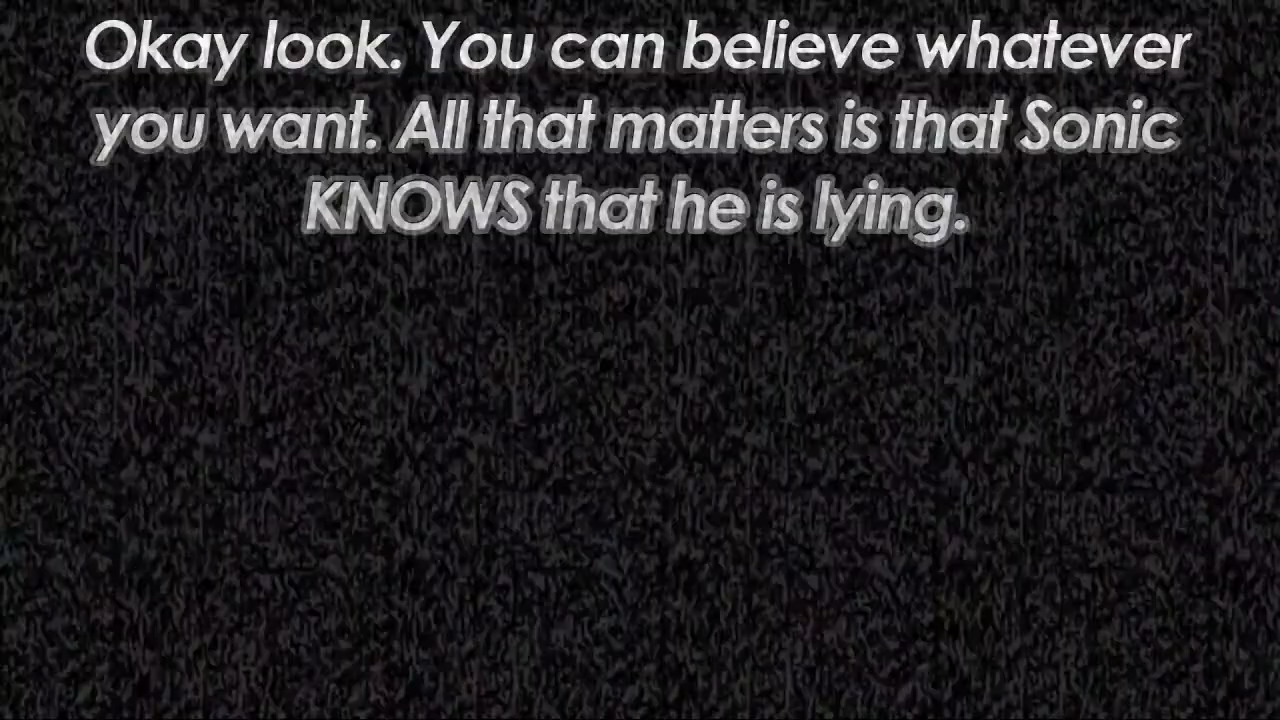 Okay look. You can believe whatever
you want. All that matters is that Sonic
KNOWS that he is lying.